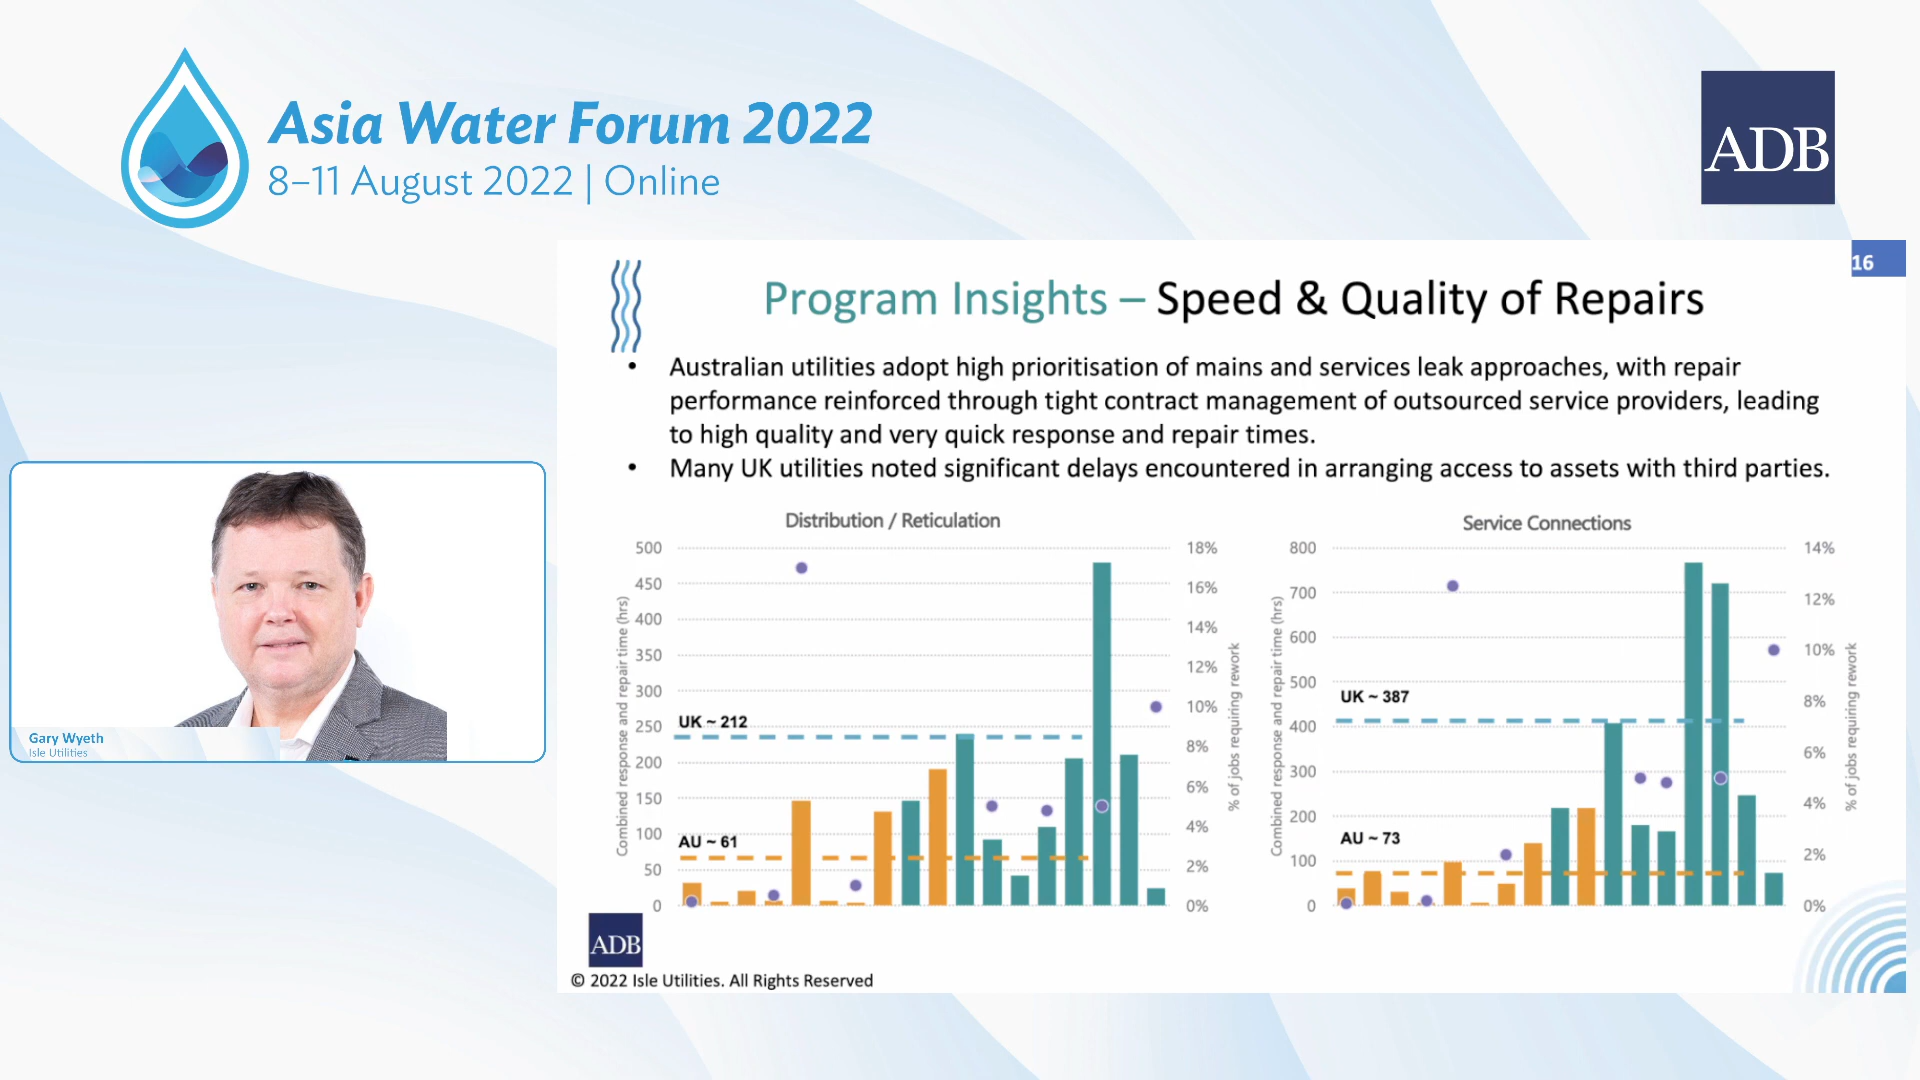 Asia Water Forum 2022
8–11 August 2022 | Online
ADB
16
Program Insights – Speed & Quality of Repairs
• Australian utilities adopt high prioritisation of mains and services leak approaches, with repair
performance reinforced through tight contract management of outsourced service providers, leading
to high quality and very quick response and repair times.
• Many UK utilities noted significant delays encountered in arranging access to assets with third parties.
Gary Wyeth
Isle Utilities
Distribution / Reticulation
Combined response and repair time (hrs)
500
450
400
350
300
250
200
150
100
50
0
UK ~ 212
AU ~ 61
18%
16%
14%
12%
10%
8%
6%
4%
2%
0%
% of jobs requiring rework
Service Connections
Combined response and repair time (hrs)
800
700
600
500
400
300
200
100
0
UK ~ 387
AU ~ 73
14%
12%
10%
8%
6%
4%
2%
0%
% of jobs requiring rework
ADB
© 2022 Isle Utilities. All Rights Reserved